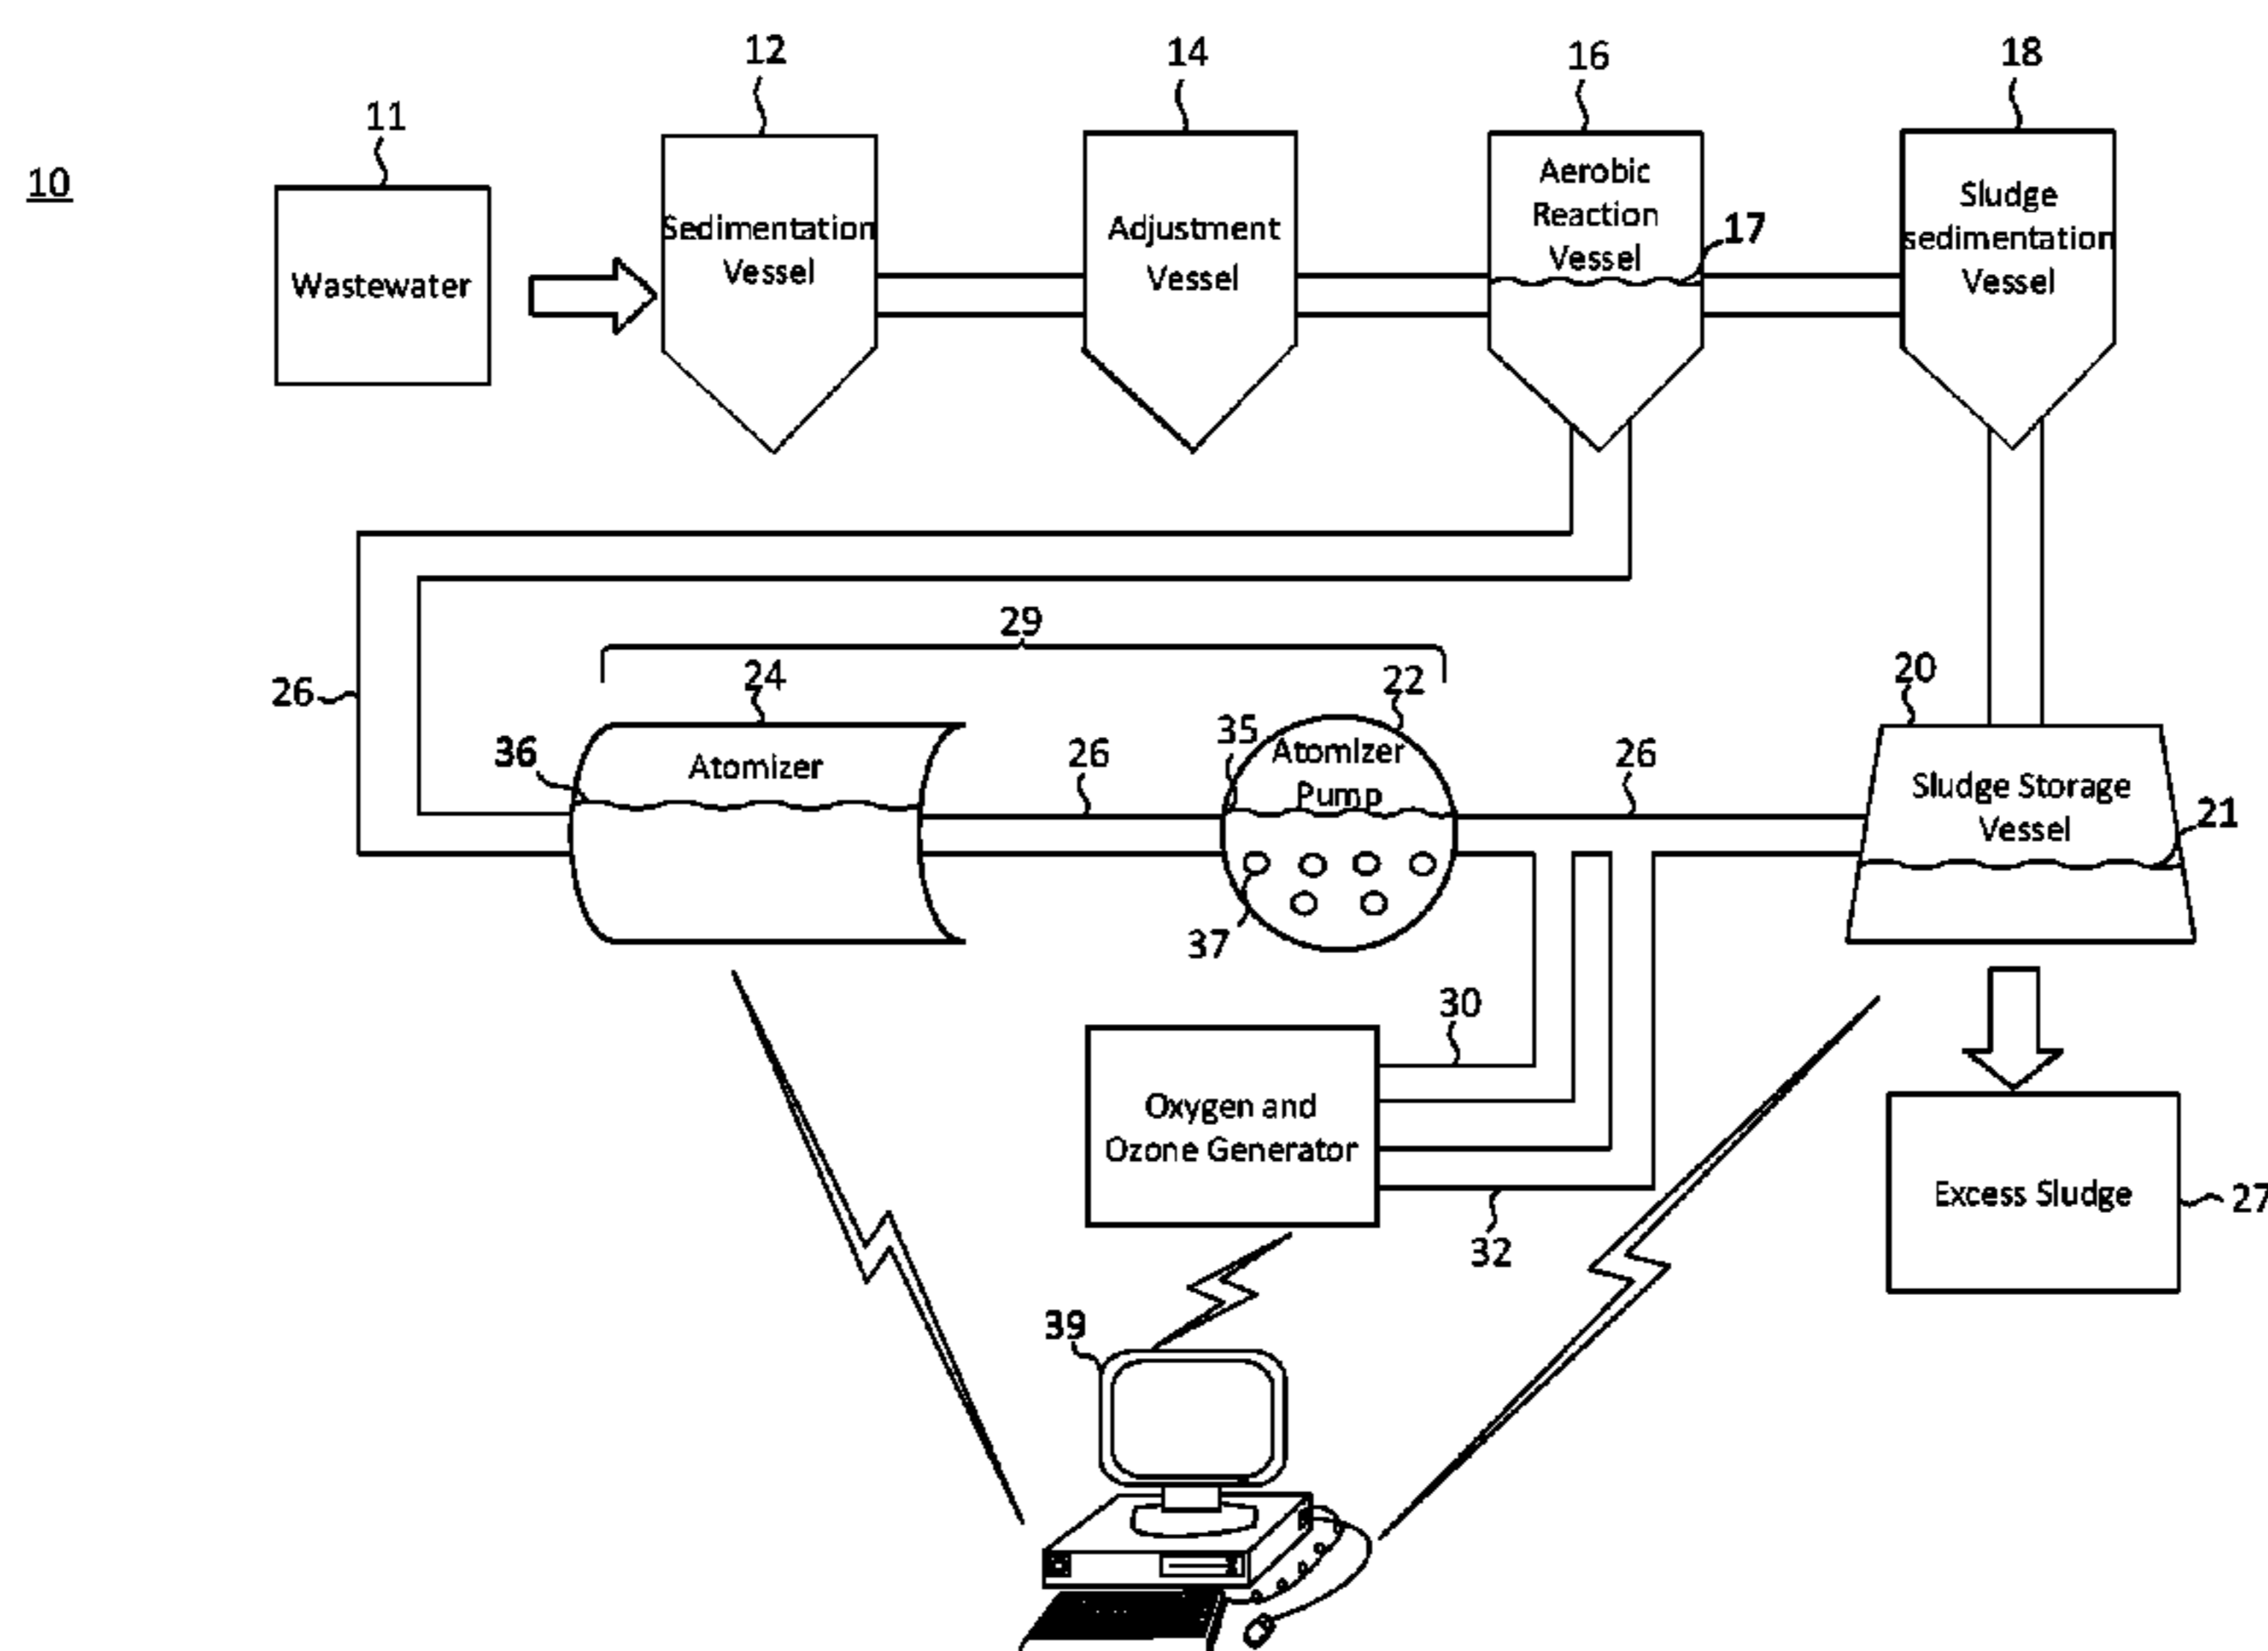 10
11
12
14
16
18
Wastewater
Sedimentation
Vessel
Adjustment
Vessel
Aerobic
Reaction
Vessel
17
Sludge
sedimentation
Vessel
29
26
24
36
Atomizer
26
35
22
Atomizer
Pump
37
26
20
Sludge Storage
Vessel
21
30
Oxygen and
Ozone Generator
32
Excess Sludge
27
39